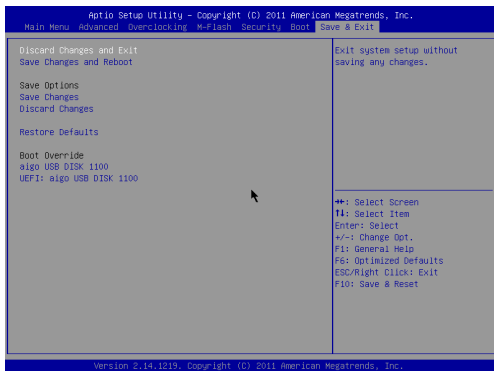 Aptio Setup Utility – Copyright (C) 2011 American Megatrends, Inc.
Main Menu Advanced Overclocking M-Flash Security Boot Save & Exit
Discard Changes and Exit
Save Changes and Reboot
Save Options
Save Changes
Discard Changes
Restore Defaults
Boot Override
aigo USB DISK 1100
UEFI: aigo USB DISK 1100
Exit system setup without
saving any changes.
→←: Select Screen
↑↓: Select Item
Enter: Select
+/-: Change Opt.
F1: General Help
F6: Optimized Defaults
ESC/Right Click: Exit
F10: Save & Reset
Version 2.14.1219. Copyright (C) 2011 American Megatrends, Inc.